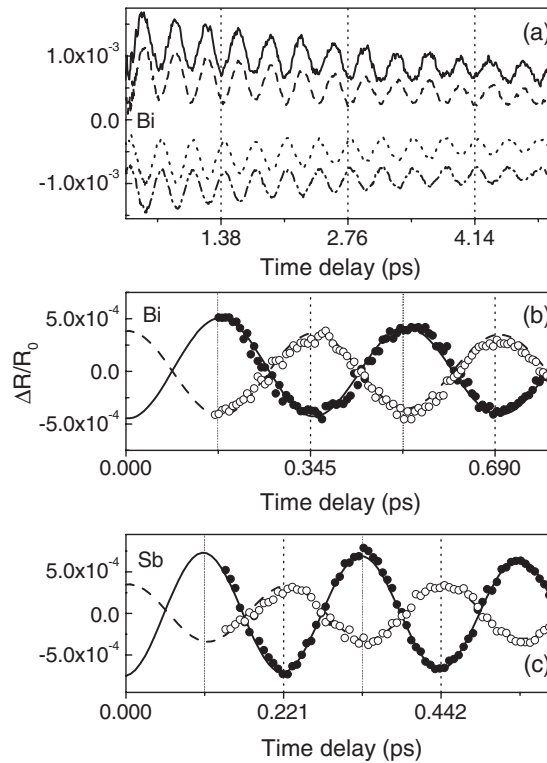 (a)
1.0x10⁻³
0.0
Bi
-1.0x10⁻³
1.38 2.76 4.14
Time delay (ps)
Bi (b)
5.0x10⁻⁴
0.0
-5.0x10⁻⁴
ΔR/R₀
0.000 0.345 0.690
Time delay (ps)
Sb
5.0x10⁻⁴
0.0
-5.0x10⁻⁴
(c)
0.000 0.221 0.442
Time delay (ps)